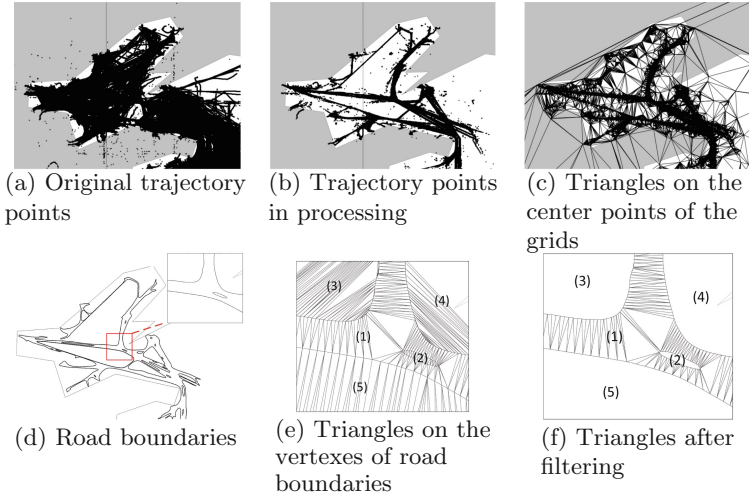 (a) Original trajectory
points
(b) Trajectory points
in processing
(c) Triangles on the
center points of the
grids
(3)
(4)
(1)
(2)
(5)
(3)
(4)
(1)
(2)
(5)
(d) Road boundaries
(e) Triangles on the
vertexes of road
boundaries
(f) Triangles after
filtering